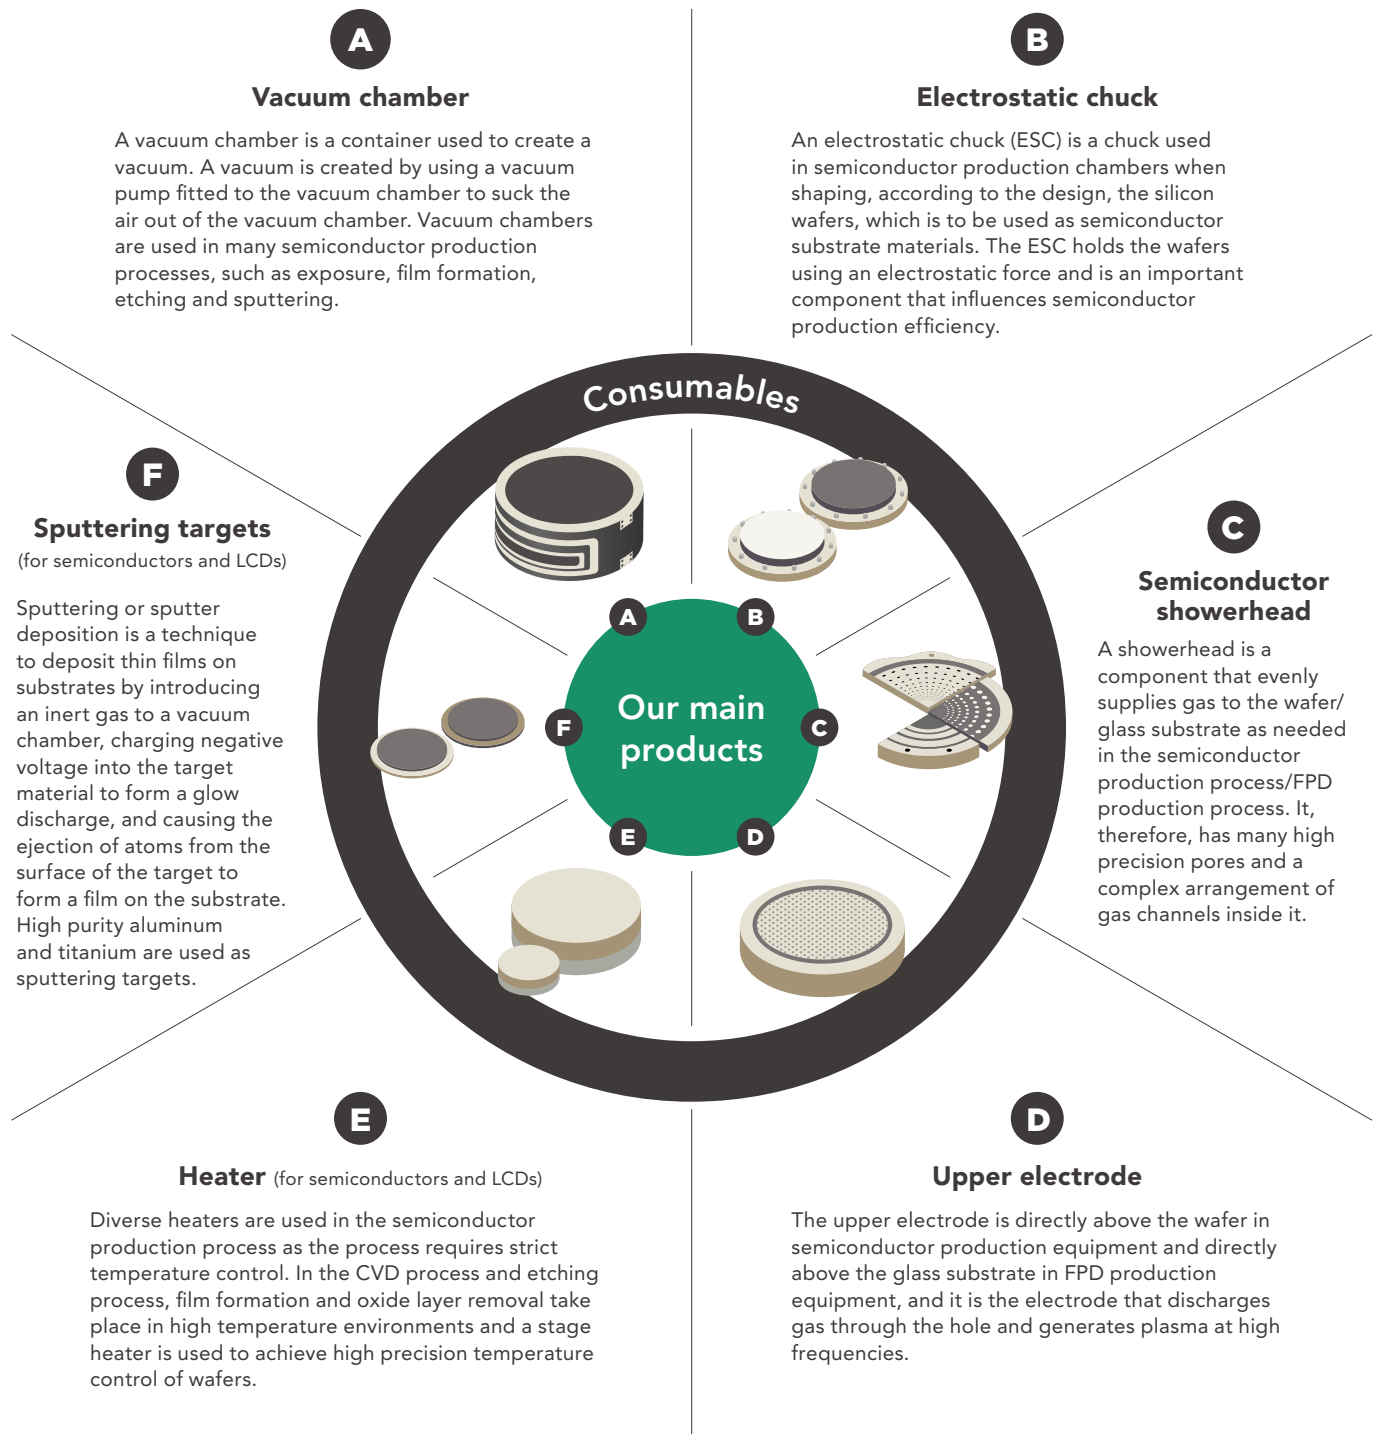 A
Vacuum chamber
A vacuum chamber is a container used to create a
vacuum. A vacuum is created by using a vacuum
pump fitted to the vacuum chamber to suck the
air out of the vacuum chamber. Vacuum chambers
are used in many semiconductor production
processes, such as exposure, film formation,
etching and sputtering.
B
Electrostatic chuck
An electrostatic chuck (ESC) is a chuck used
in semiconductor production chambers when
shaping, according to the design, the silicon
wafers, which is to be used as semiconductor
substrate materials. The ESC holds the wafers
using an electrostatic force and is an important
component that influences semiconductor
production efficiency.
C
Semiconductor
showerhead
A showerhead is a
component that evenly
supplies gas to the wafer/
glass substrate as needed
in the semiconductor
production process/FPD
production process. It,
therefore, has many high
precision pores and a
complex arrangement of
gas channels inside it.
D
Upper electrode
The upper electrode is directly above the wafer in
semiconductor production equipment and directly
above the glass substrate in FPD production
equipment, and it is the electrode that discharges
gas through the hole and generates plasma at high
frequencies.
E
Heater (for semiconductors and LCDs)
Diverse heaters are used in the semiconductor
production process as the process requires strict
temperature control. In the CVD process and etching
process, film formation and oxide layer removal take
place in high temperature environments and a stage
heater is used to achieve high precision temperature
control of wafers.
F
Sputtering targets
(for semiconductors and LCDs)
Sputtering or sputter
deposition is a technique
to deposit thin films on
substrates by introducing
an inert gas to a vacuum
chamber, charging negative
voltage into the target
material to form a glow
discharge, and causing the
ejection of atoms from the
surface of the target to
form a film on the substrate.
High purity aluminum
and titanium are used as
sputtering targets.
Consumables
A
B
F
Our main
products
C
E
D